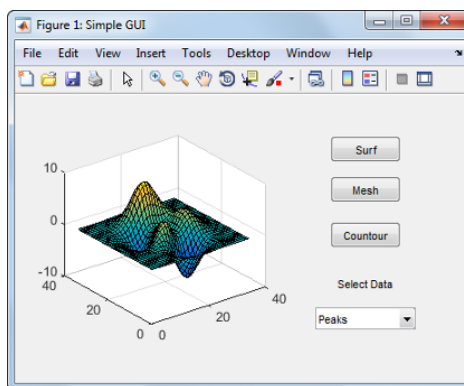 Figure 1: Simple GUI
File Edit View Insert Tools Desktop Window Help
Surf
Mesh
Countour
Select Data
Peaks
10
0
-10
40
20
0
0
20
40